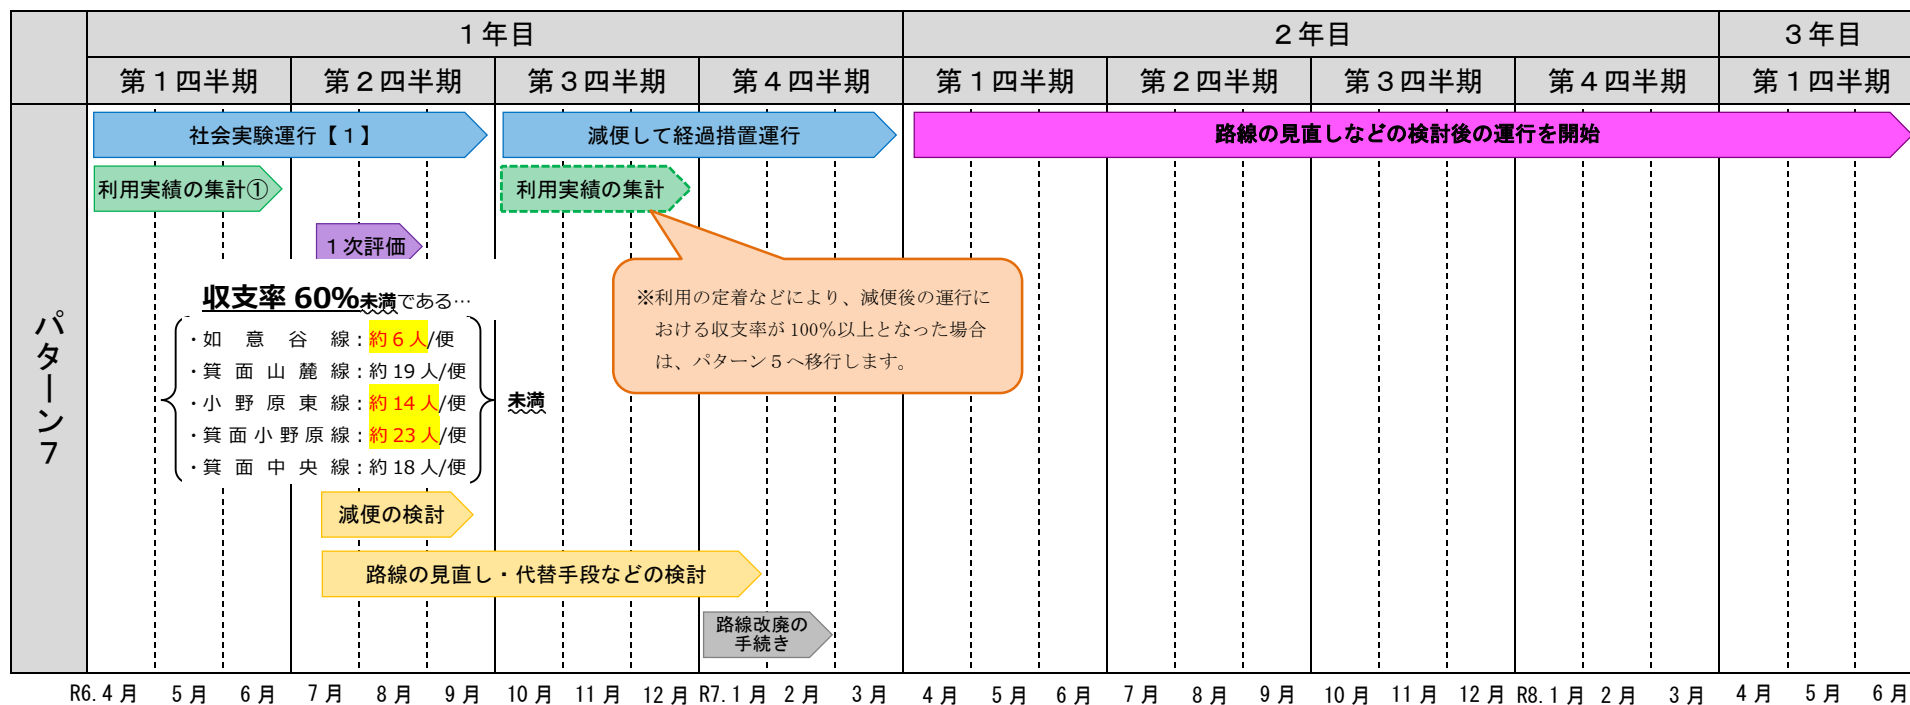 １年目
２年目
３年目
第１四半期
第２四半期
第３四半期
第４四半期
第１四半期
第２四半期
第３四半期
第４四半期
第１四半期
パターン７
社会実験運行【１】
減便して経過措置運行
路線の見直しなどの検討後の運行を開始
利用実績の集計①
利用実績の集計
１次評価
収支率 60%未満である…
・如意谷線：約 6 人/便
・箕面山麓線：約 19 人/便
・小野原東線：約 14 人/便
・箕面小野原線：約 23 人/便
・箕面中央線：約 18 人/便
未満
※利用の定着などにより、減便後の運行に
おける収支率が 100％以上となった場合
は、パターン５へ移行します。
減便の検討
路線の見直し・代替手段などの検討
路線改廃の
手続き
R6.4月 5月 6月 7月 8月 9月 10月 11月 12月 R7.1月 2月 3月 4月 5月 6月 7月 8月 9月 10月 11月 12月 R8.1月 2月 3月 4月 5月 6月